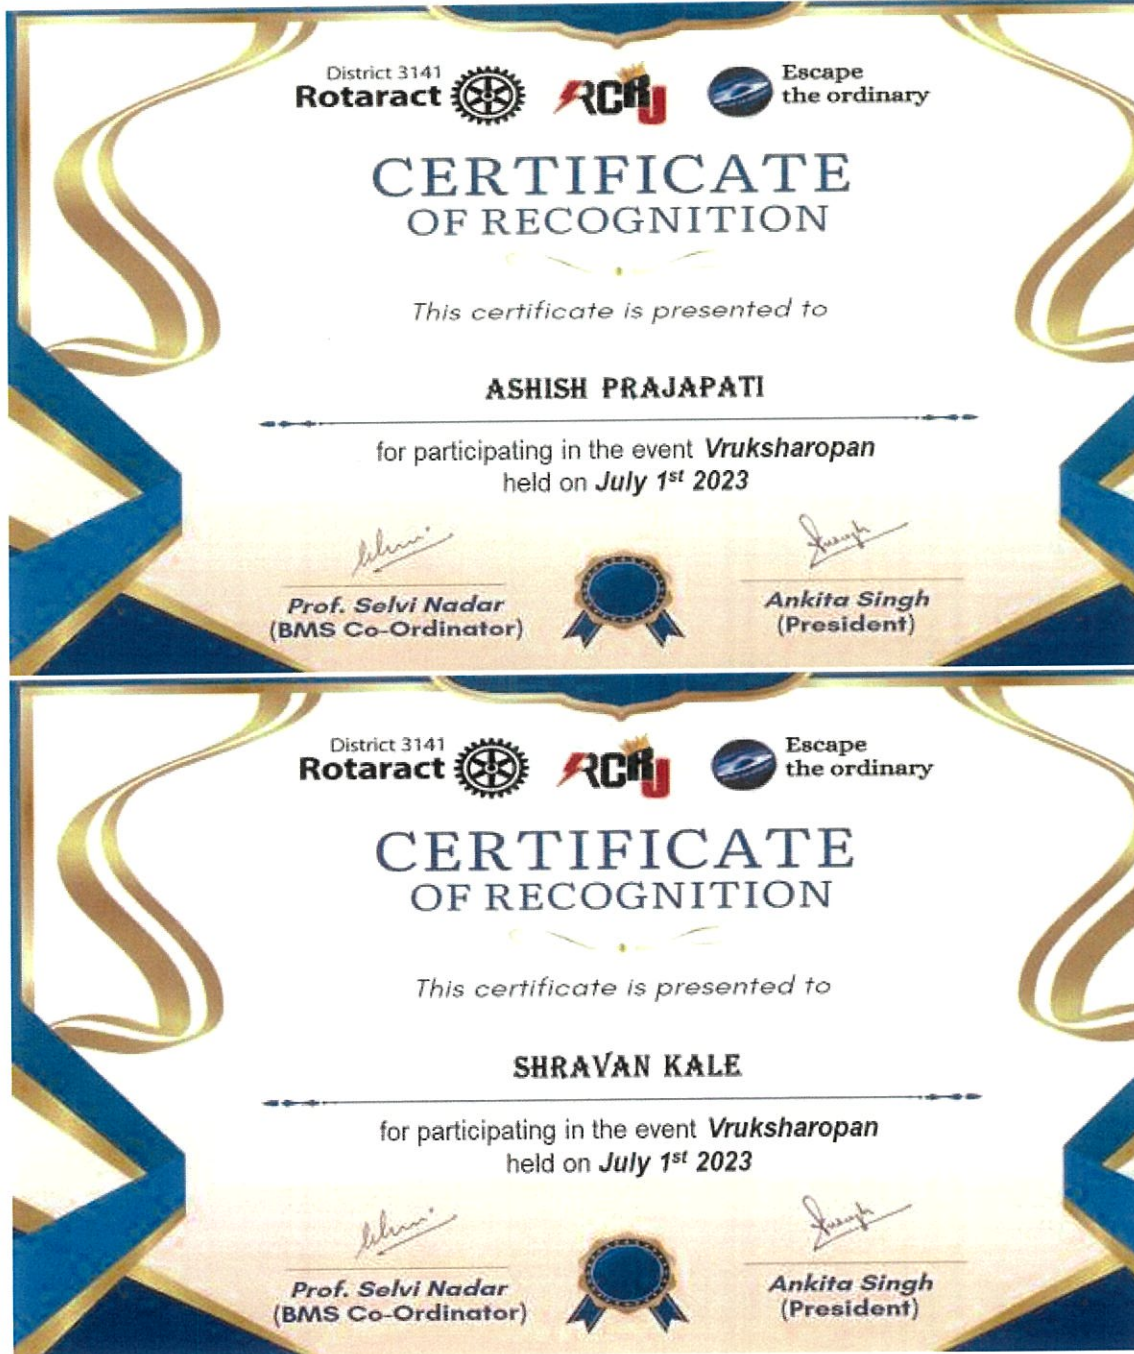 District 3141
Rotaract
RCRJ
Escape
the ordinary
CERTIFICATE
OF RECOGNITION
This certificate is presented to
ASHISH PRAJAPATI
for participating in the event Vruksharopan
held on July 1st 2023
Prof. Selvi Nadar
(BMS Co-Ordinator)
Ankita Singh
(President)
District 3141
Rotaract
RCRJ
Escape
the ordinary
CERTIFICATE
OF RECOGNITION
This certificate is presented to
SHRAVAN KALE
for participating in the event Vruksharopan
held on July 1st 2023
Prof. Selvi Nadar
(BMS Co-Ordinator)
Ankita Singh
(President)